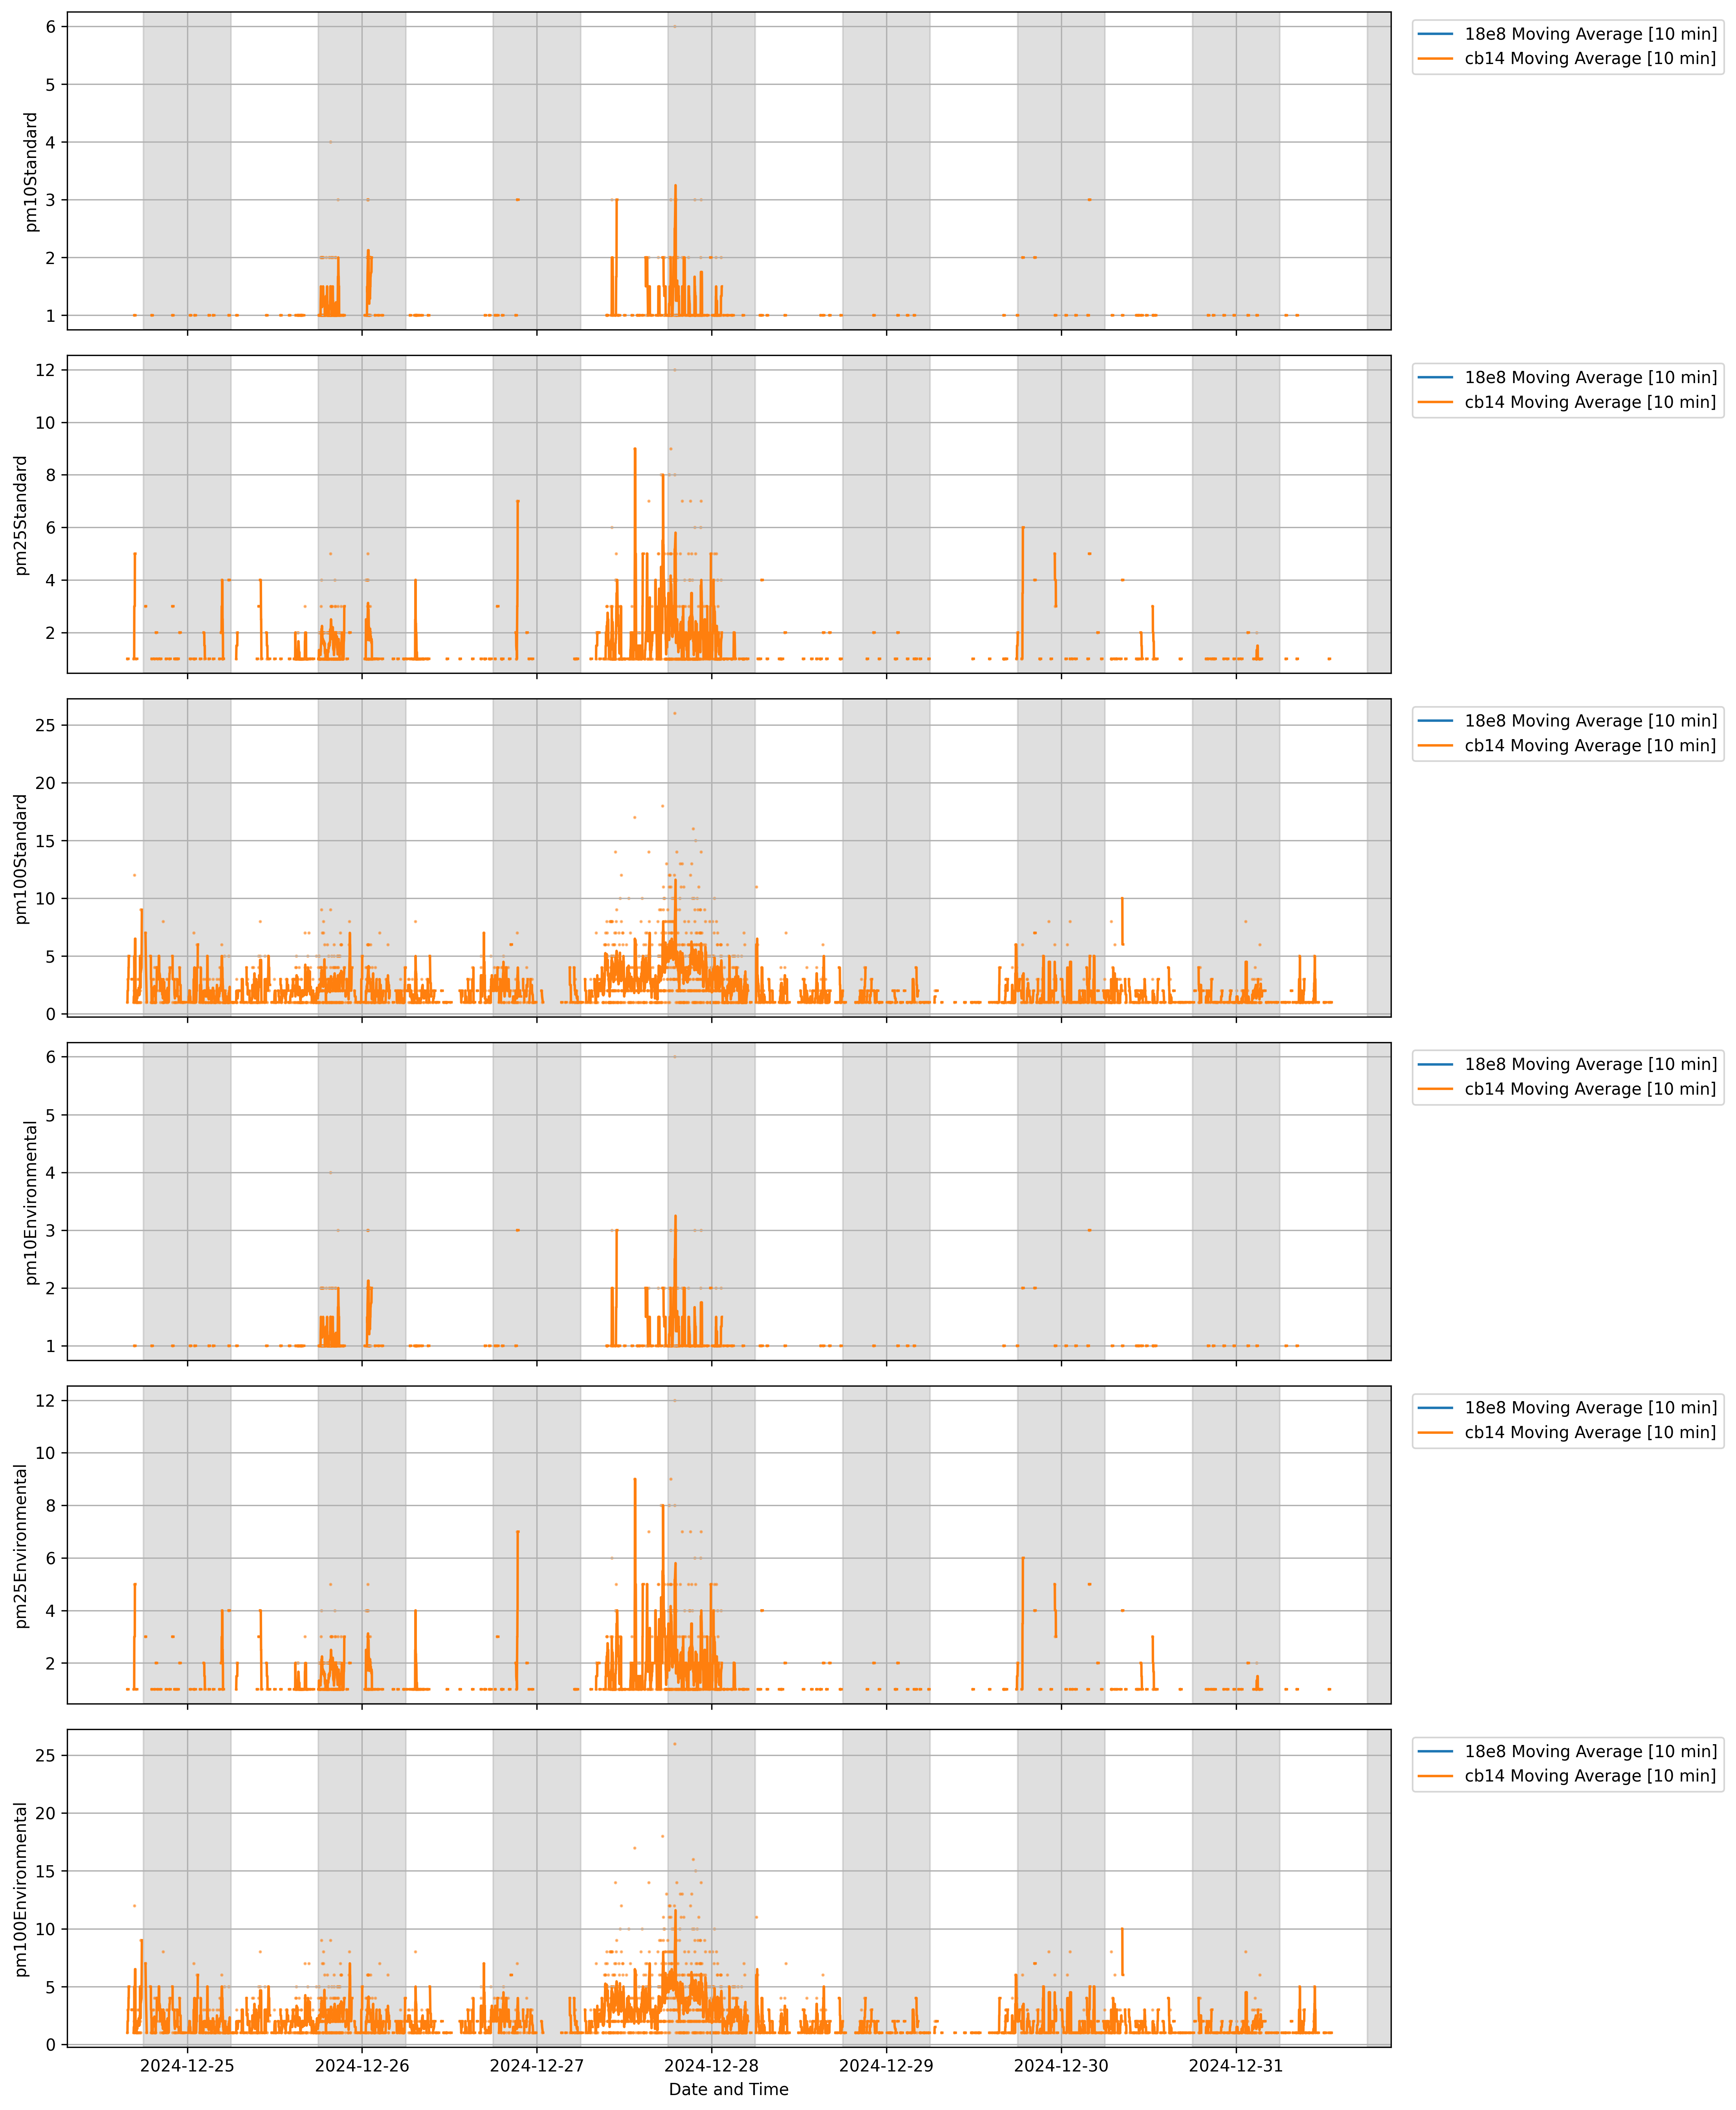 6
5
4
3
2
1
pm10Standard
18e8 Moving Average [10 min]
cb14 Moving Average [10 min]
12
10
8
6
4
2
pm25Standard
18e8 Moving Average [10 min]
cb14 Moving Average [10 min]
25
20
15
10
5
0
pm100Standard
18e8 Moving Average [10 min]
cb14 Moving Average [10 min]
6
5
4
3
2
1
pm10Environmental
18e8 Moving Average [10 min]
cb14 Moving Average [10 min]
12
10
8
6
4
2
pm25Environmental
18e8 Moving Average [10 min]
cb14 Moving Average [10 min]
25
20
15
10
5
0
pm100Environmental
18e8 Moving Average [10 min]
cb14 Moving Average [10 min]
2024-12-25 2024-12-26 2024-12-27 2024-12-28 2024-12-29 2024-12-30 2024-12-31
Date and Time